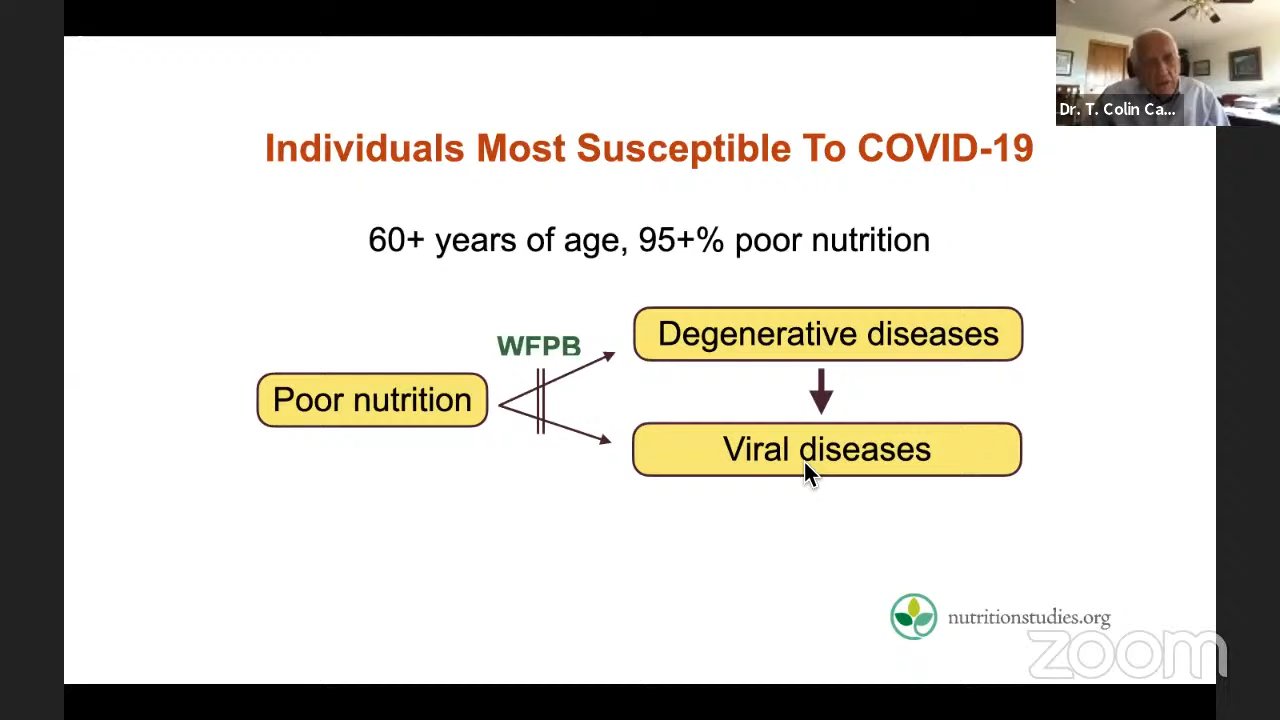 Dr. T. Colin Ca...
Individuals Most Susceptible To COVID-19
60+ years of age, 95+% poor nutrition
WFPB
Degenerative diseases
Poor nutrition
Viral diseases
nutritionstudies.org
zoom